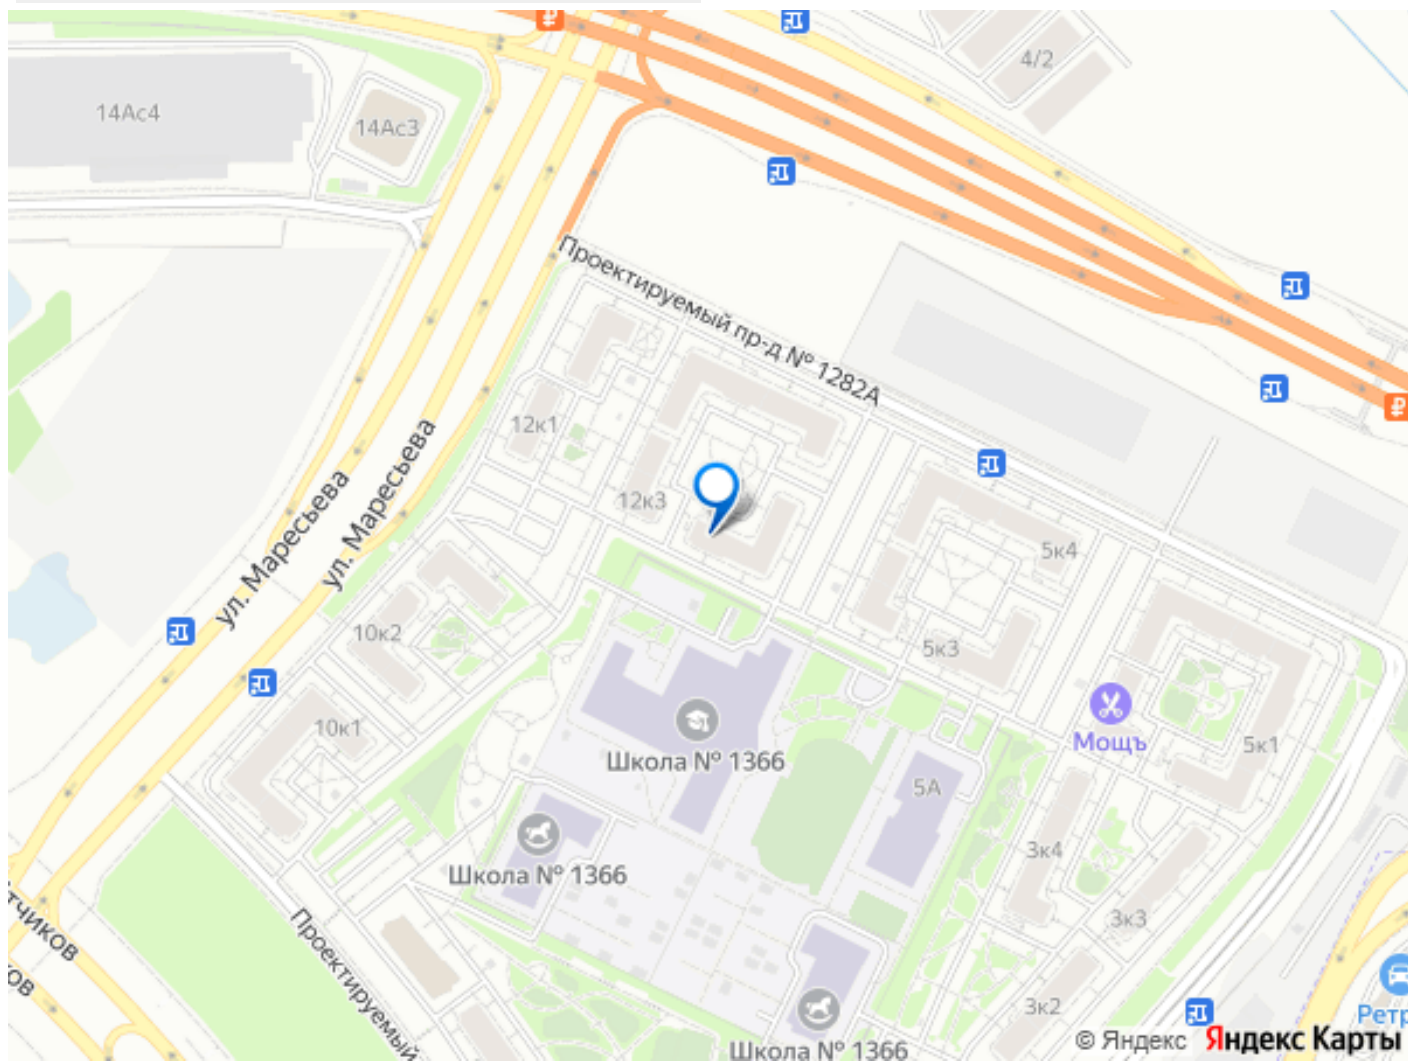 4/2
14Ас4
14Ас3
Проектируемый пр-д № 1282А
12к1
ул. Маресьева
ул. Маресьева
12к3
5к4
10к2
5к3
10к1
Мощъ
5к1
Школа № 1366
5А
Школа № 1366
3к4
3к3
Проектируемый
3к2
Ретр
Школа № 1366
© Яндекс Яндекс Карты